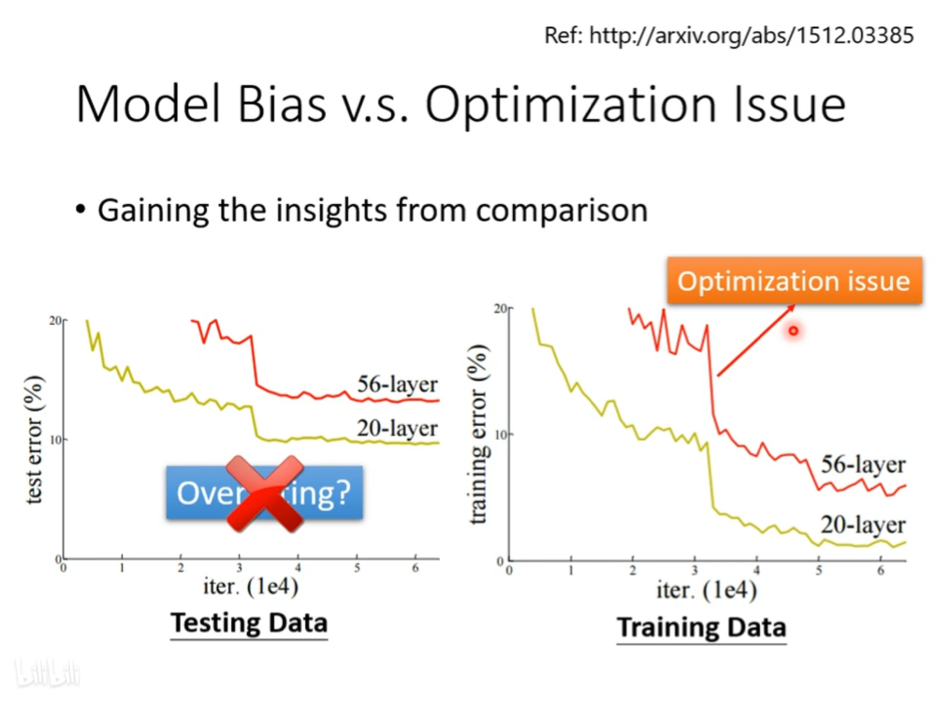 Ref: http://arxiv.org/abs/1512.03385
Model Bias v.s. Optimization Issue
• Gaining the insights from comparison
Optimization issue
20
10
0
test error (%)
56-layer
20-layer
Over ing?
0 1 2 3 4 5 6
iter. (1e4)
Testing Data
20
10
0
training error (%)
56-layer
20-layer
0 1 2 3 4 5 6
iter. (1e4)
Training Data
bilibili